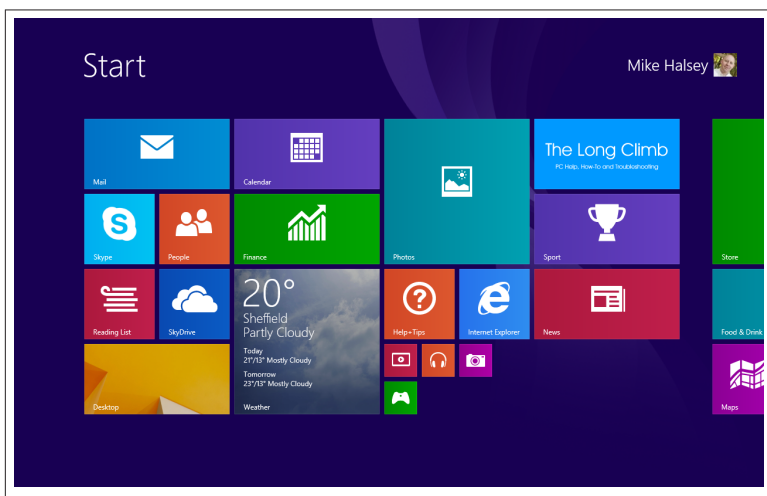 Start
Mike Halsey
Mail
Calendar
Photos
The Long Climb
PC Help, How-To and Troubleshooting
Store
Skype
People
Finance
Sport
Reading List
SkyDrive
20°
Sheffield
Partly Cloudy
Today
21°/13° Mostly Cloudy
Tomorrow
23°/13° Mostly Cloudy
Weather
Help+Tips
Internet Explorer
News
Food & Drink
Desktop
Maps